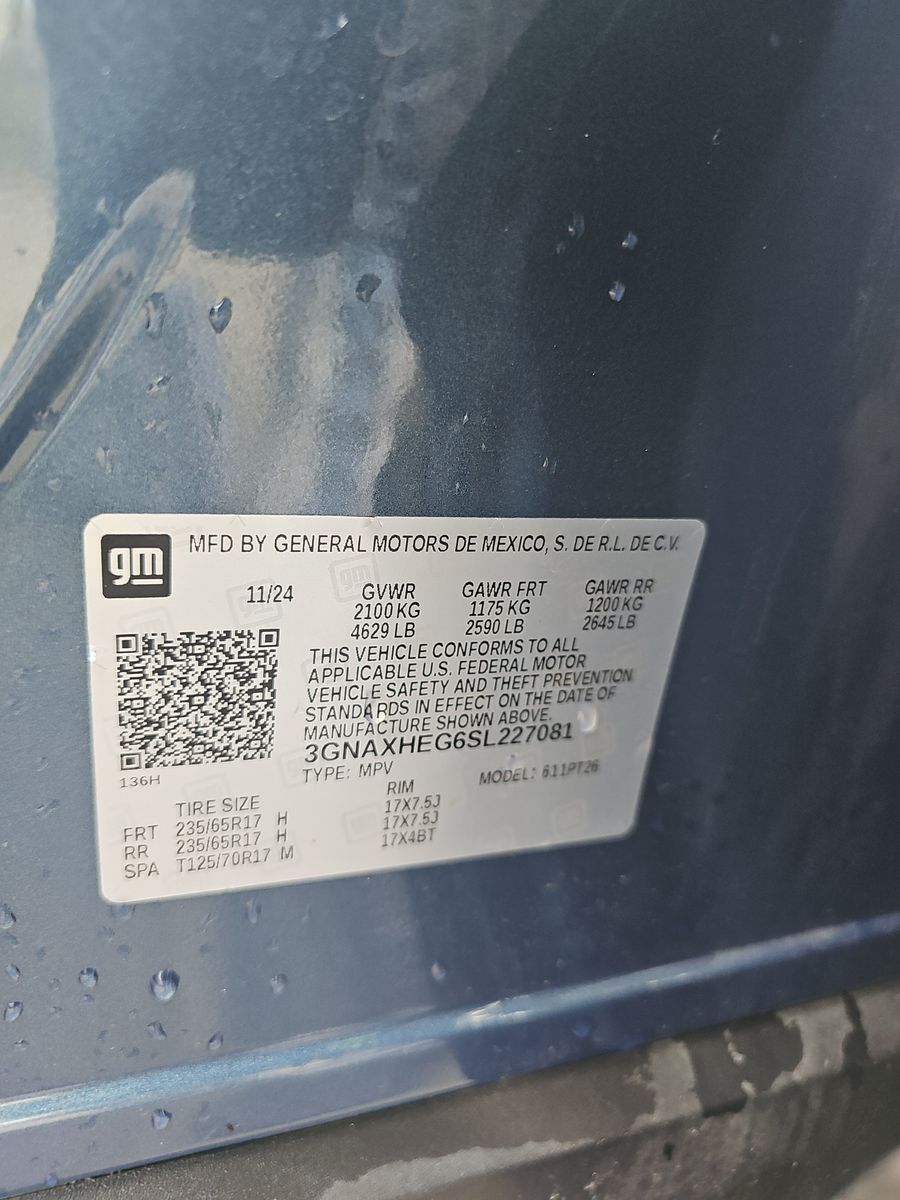 gm
MFD BY GENERAL MOTORS DE MEXICO, S. DE R.L. DE C.V.
11/24 GVWR GAWR FRT GAWR RR
2100 KG 1175 KG 1200 KG
4629 LB 2590 LB 2645 LB
THIS VEHICLE CONFORMS TO ALL
APPLICABLE U.S. FEDERAL MOTOR
VEHICLE SAFETY AND THEFT PREVENTION
STANDARDS IN EFFECT ON THE DATE OF
MANUFACTURE SHOWN ABOVE.
3GNAXHEG6SL227081
136H
TYPE: MPV MODEL: 611PT26
TIRE SIZE RIM
FRT 235/65R17 H 17X7.5J
RR 235/65R17 H 17X7.5J
SPA T125/70R17 M 17X4BT